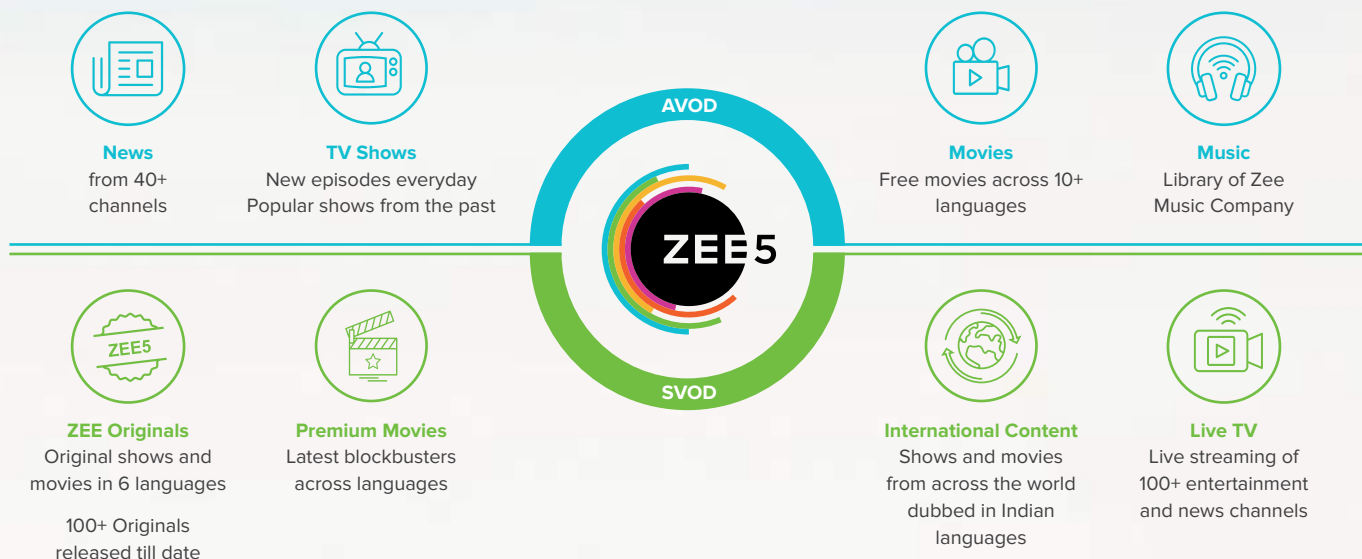 AVOD
News
from 40+
channels
TV Shows
New episodes everyday
Popular shows from the past
Movies
Free movies across 10+
languages
Music
Library of Zee
Music Company
ZEE5
SVOD
ZEE5
ZEE Originals
Original shows and
movies in 6 languages
100+ Originals
released till date
Premium Movies
Latest blockbusters
across languages
International Content
Shows and movies
from across the world
dubbed in Indian
languages
Live TV
Live streaming of
100+ entertainment
and news channels